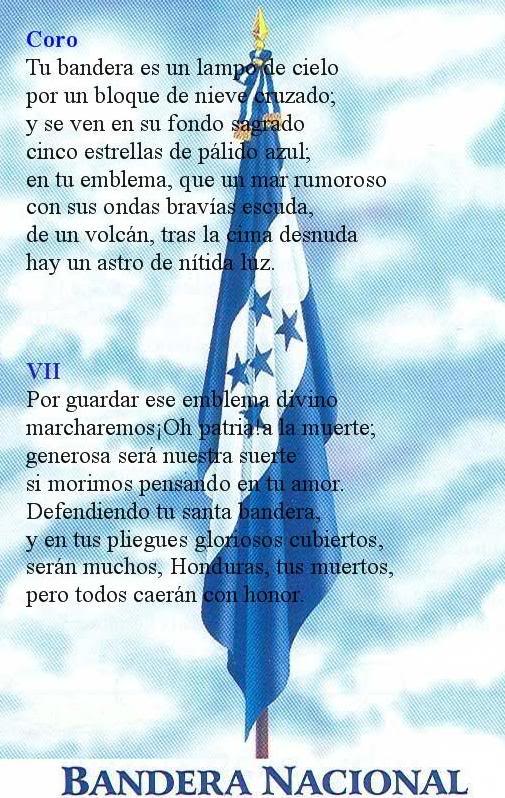 Coro
Tu bandera es un lampo de cielo
por un bloque de nieve cruzado;
y se ven en su fondo sagrado
cinco estrellas de pálido azul;
en tu emblema, que un mar rumoroso
con sus ondas bravías escuda,
de un volcán, tras la cima desnuda
hay un astro de nítida luz.
VII
Por guardar ese emblema divino
marcharemos¡Oh patria!a la muerte;
generosa será nuestra suerte
si morimos pensando en tu amor.
Defendiendo tu santa bandera,
y en tus pliegues gloriosos cubiertos,
serán muchos, Honduras, tus muertos,
pero todos caerán con honor.
BANDERA NACIONAL